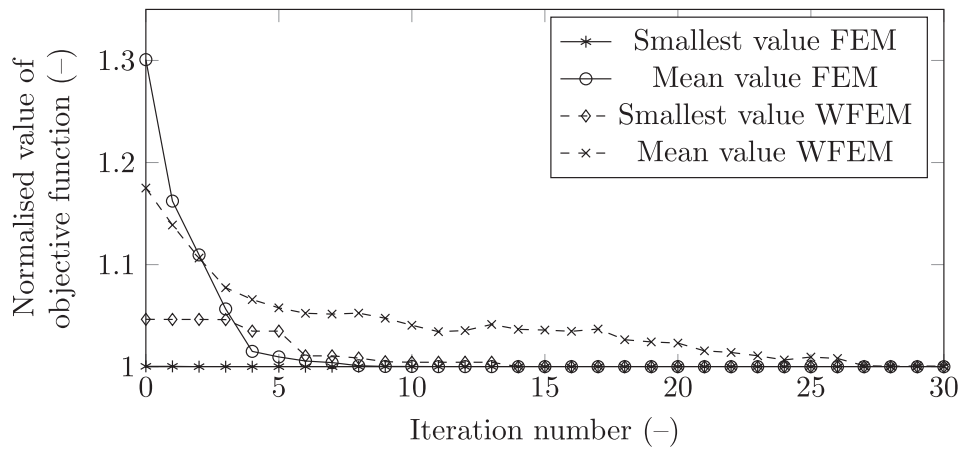 Normalised value of
objective function (–)
1.3
1.2
1.1
1
0
5
10
15
20
25
30
Iteration number (–)
Smallest value FEM
Mean value FEM
Smallest value WFEM
Mean value WFEM